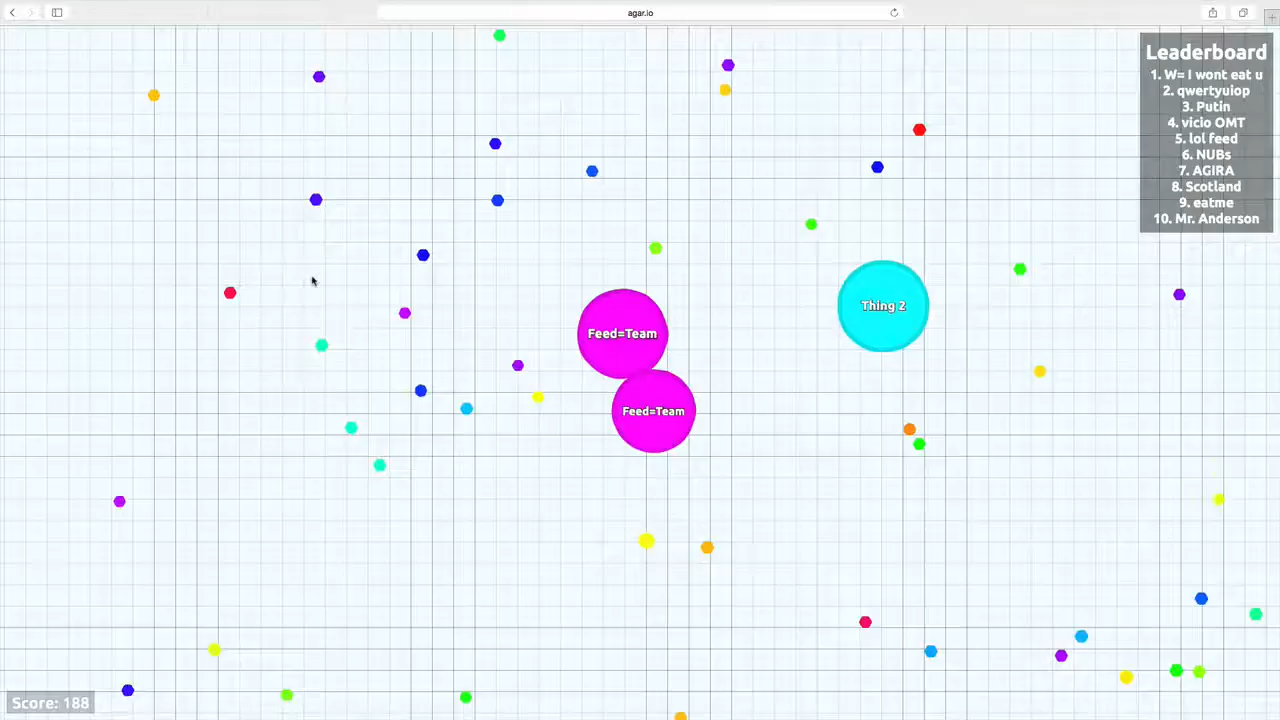 agar.io
Leaderboard
1. W= I wont eat u
2. qwertyuiop
3. Putin
4. vicio OMT
5. lol feed
6. NUBs
7. AGIRA
8. Scotland
9. eatme
10. Mr. Anderson
Thing 2
Feed=Team
Feed=Team
Score: 188